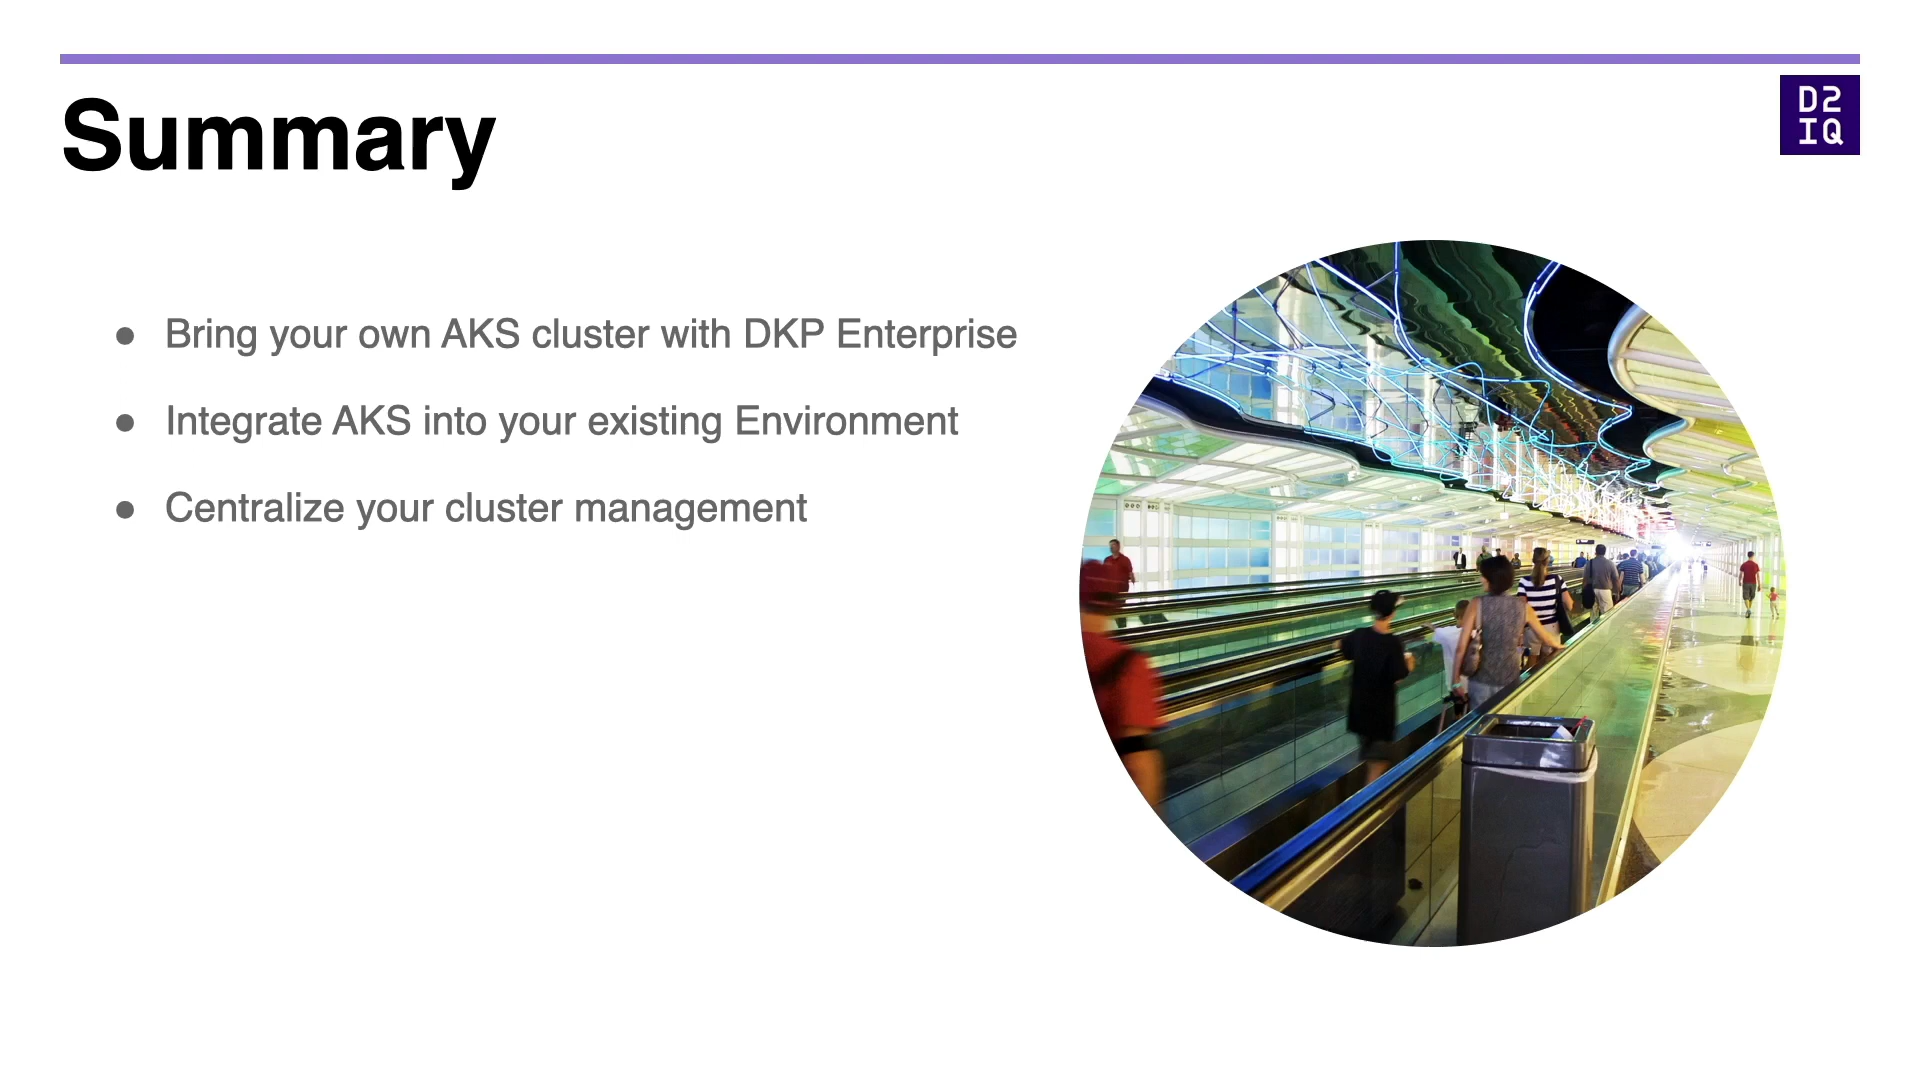 Summary
D2
IQ
● Bring your own AKS cluster with DKP Enterprise
● Integrate AKS into your existing Environment
● Centralize your cluster management